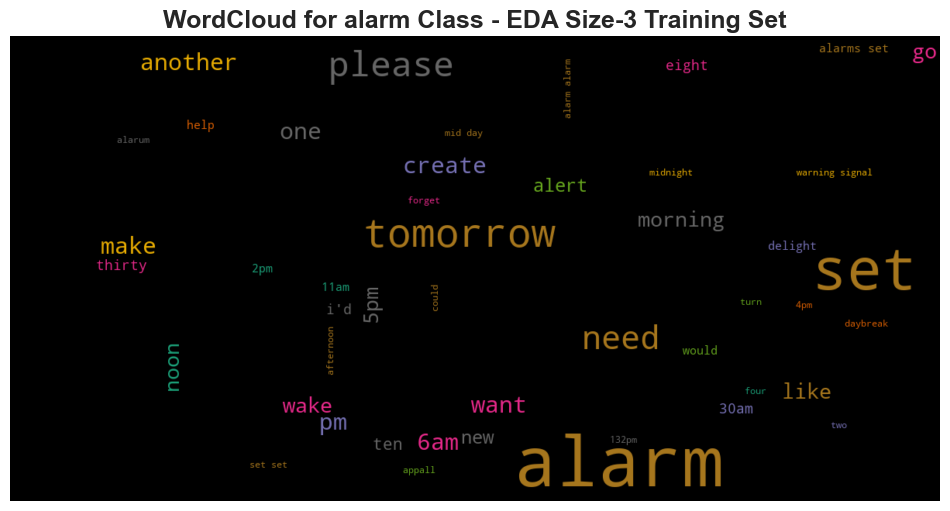 WordCloud for alarm Class - EDA Size-3 Training Set
alarms set
go
another
please
eight
alarm alarm
help
one
mid day
alarum
create
midnight
warning signal
alert
forget
morning
tomorrow
make
delight
thirty
2pm
set
11am
i'd
5pm
could
turn
4pm
daybreak
afternoon
need
would
noon
four
like
wake
want
30am
pm
two
ten
6am
new
132pm
alarm
set set
appall